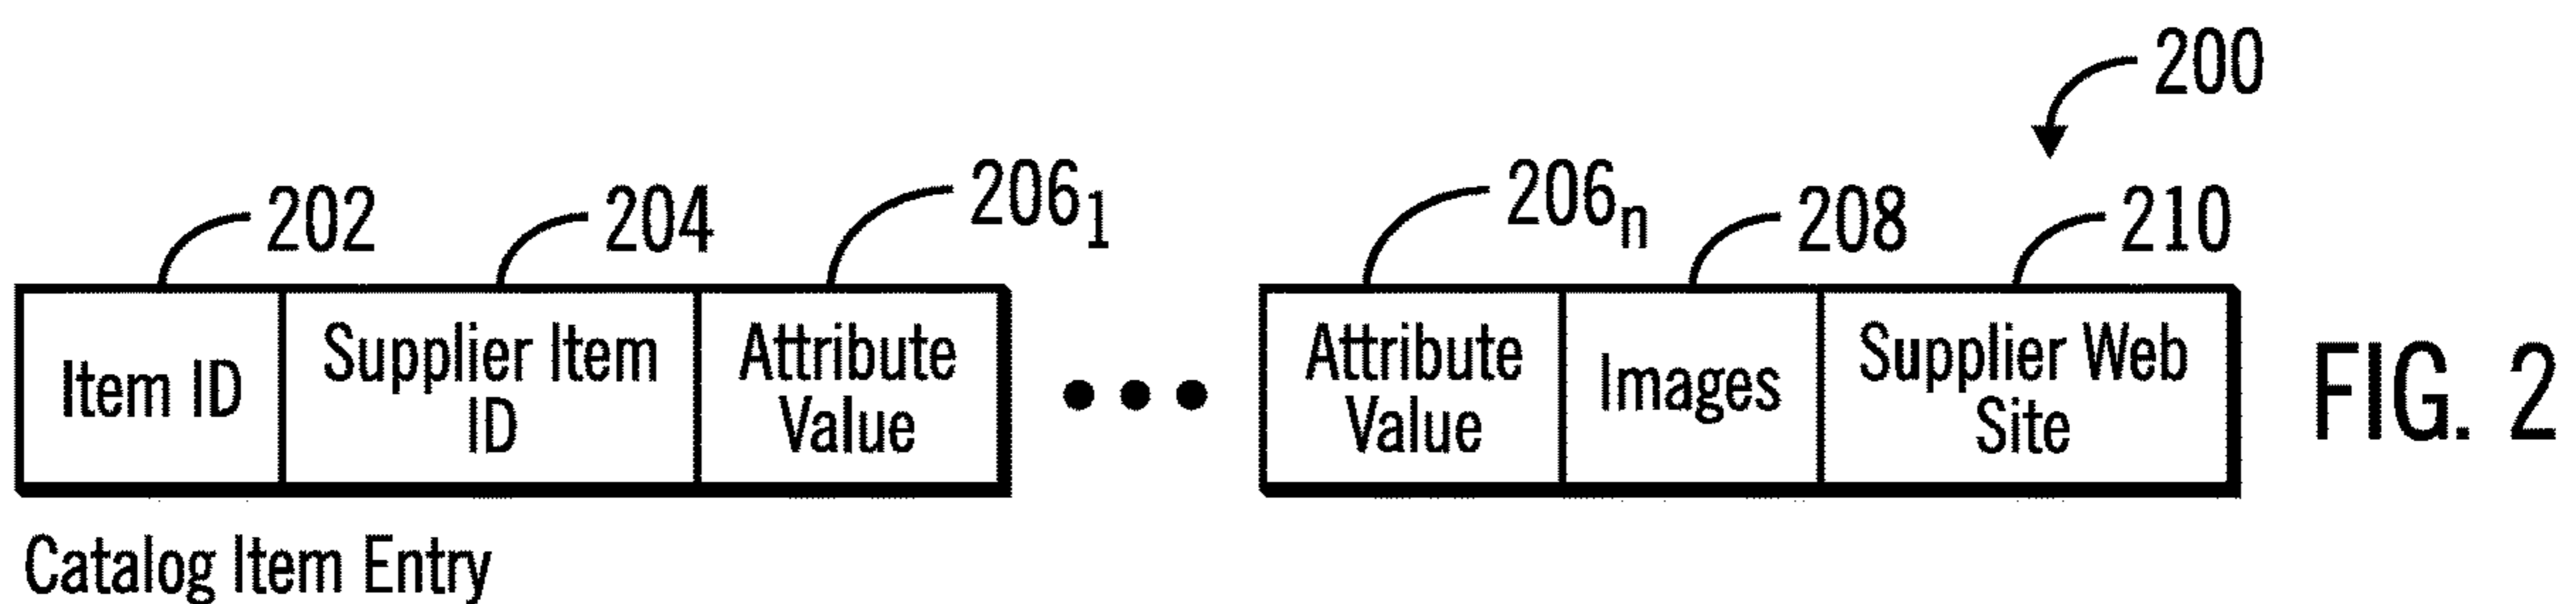 200
202 204 206₁ 206ₙ 208 210
Item ID
Supplier Item
ID
Attribute
Value
Attribute
Value
Images
Supplier Web
Site
FIG. 2
Catalog Item Entry